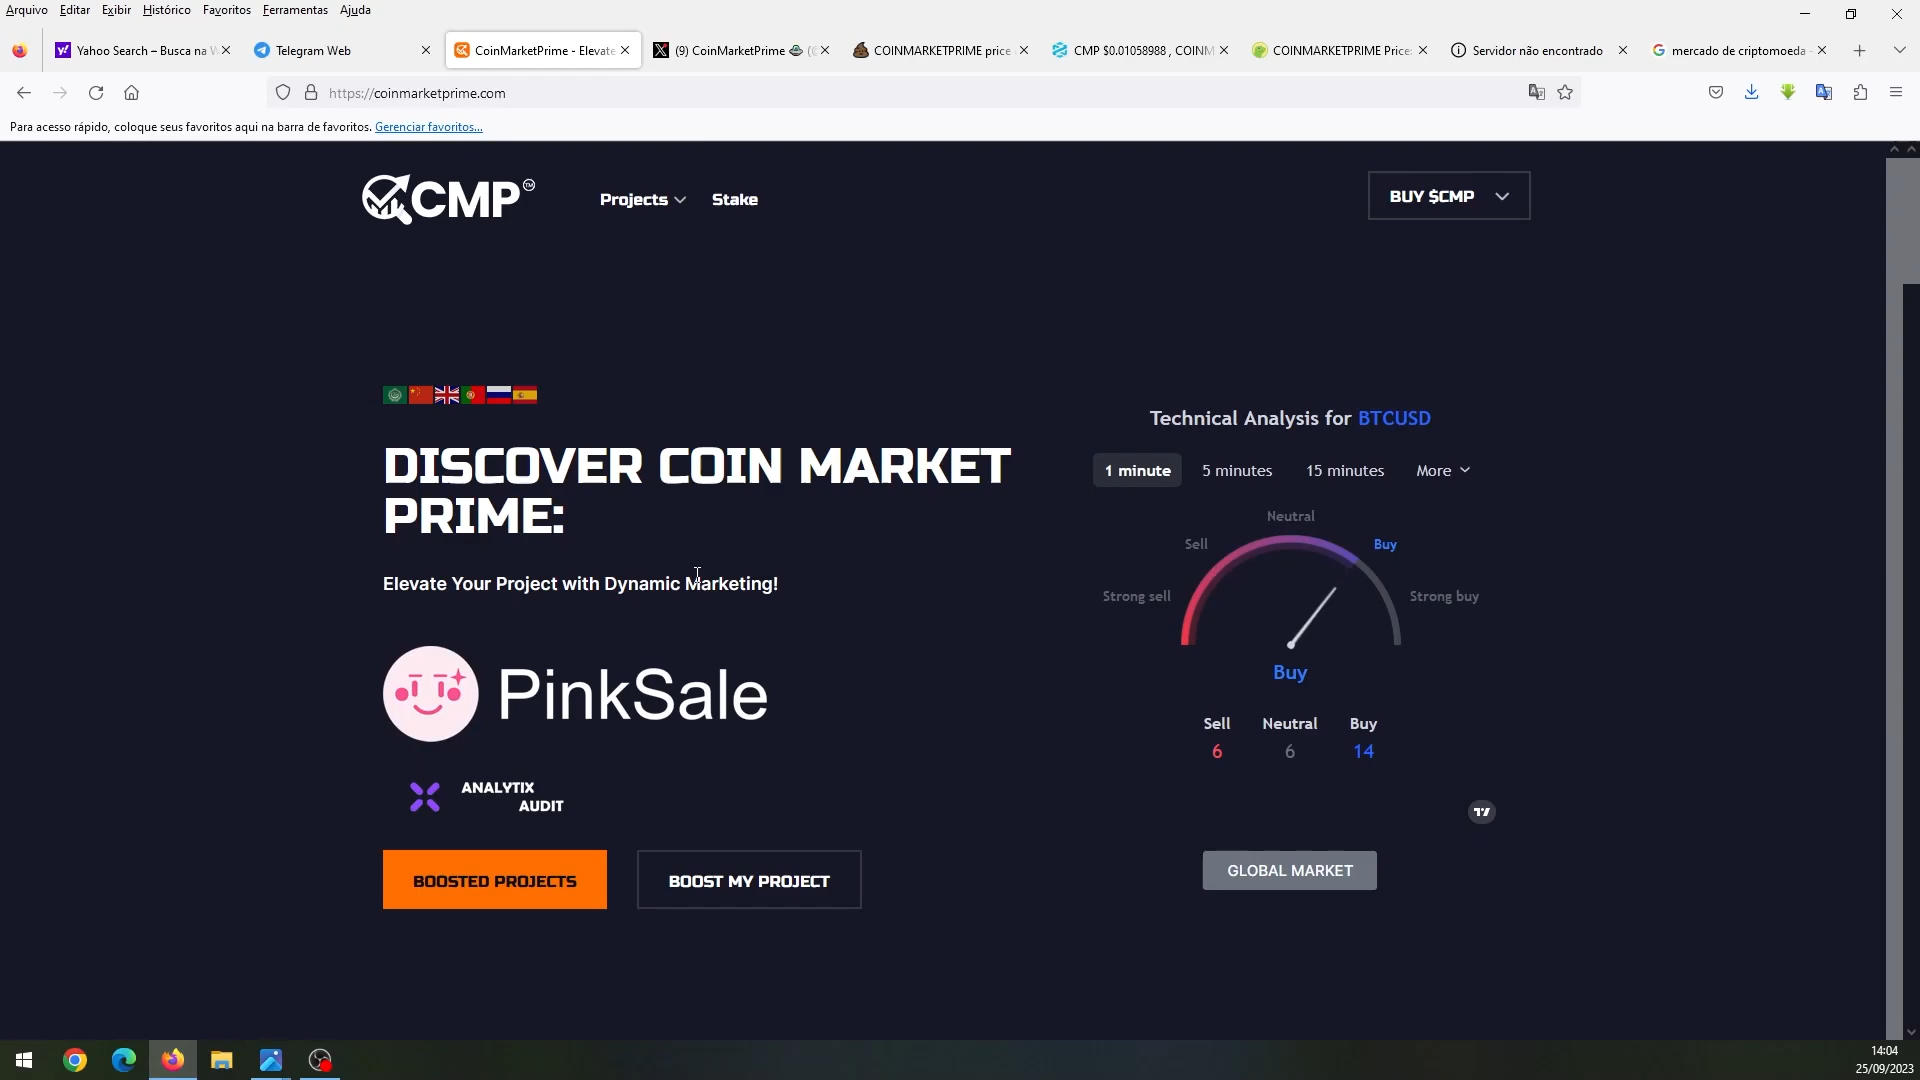 Arquivo Editar Exibir Histórico Favoritos Ferramentas Ajuda
Yahoo Search – Busca na W
Telegram Web
CoinMarketPrime - Elevate
(9) CoinMarketPrime
COINMARKETPRIME price
CMP $0.01058988 , COINM
COINMARKETPRIME Price:
Servidor não encontrado
mercado de criptomoeda -
https://coinmarketprime.com
Para acesso rápido, coloque seus favoritos aqui na barra de favoritos. Gerenciar favoritos...
CMP TM
Projects
Stake
BUY $CMP
DISCOVER COIN MARKET
PRIME:
Elevate Your Project with Dynamic Marketing!
PinkSale
ANALYTIX
AUDIT
BOOSTED PROJECTS
BOOST MY PROJECT
Technical Analysis for BTCUSD
1 minute 5 minutes 15 minutes More
Neutral
Sell Buy
Strong sell Strong buy
Buy
Sell Neutral Buy
6 6 14
GLOBAL MARKET
14:04
25/09/2023